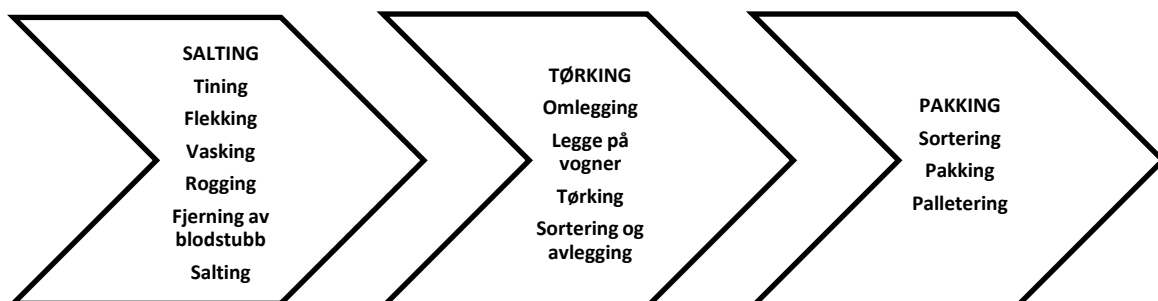 SALTING
Tining
Flekking
Vasking
Rogging
Fjerning av
blodstubb
Salting
TØRKING
Omlegging
Legge på
vogner
Tørking
Sortering og
avlegging
PAKKING
Sortering
Pakking
Palletering